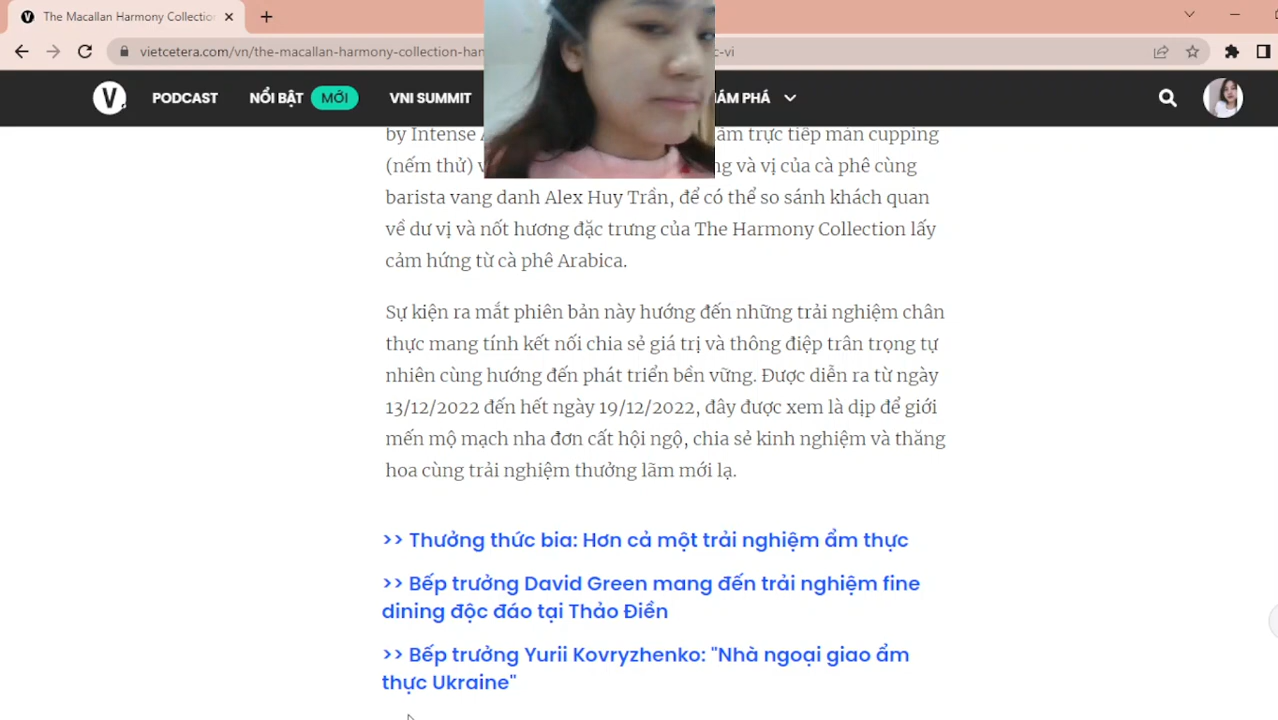 The Macallan Harmony Collection
vietcetera.com/vn/the-macallan-harmony-collection-han
c-vi
V.
PODCAST
NỔI BẬT
MỚI
VNI SUMMIT
by Intense
trực tiếp màn cupping
(nếm thử)
và vị của cà phê cùng
barista vang danh Alex Huy Trần, để có thể so sánh khách quan
về dư vị và nốt hương đặc trưng của The Harmony Collection lấy
cảm hứng từ cà phê Arabica.
Sự kiện ra mắt phiên bản này hướng đến những trải nghiệm chân
thực mang tính kết nối chia sẻ giá trị và thông điệp trân trọng tự
nhiên cùng hướng đến phát triển bền vững. Được diễn ra từ ngày
13/12/2022 đến hết ngày 19/12/2022, đây được xem là dịp để giới
mến mộ mạch nha đơn cất hội ngộ, chia sẻ kinh nghiệm và thăng
hoa cùng trải nghiệm thưởng lãm mới lạ.
>> Thưởng thức bia: Hơn cả một trải nghiệm ẩm thực
>> Bếp trưởng David Green mang đến trải nghiệm fine
dining độc đáo tại Thảo Điền
>> Bếp trưởng Yurii Kovryzhenko: "Nhà ngoại giao ẩm
thực Ukraine"